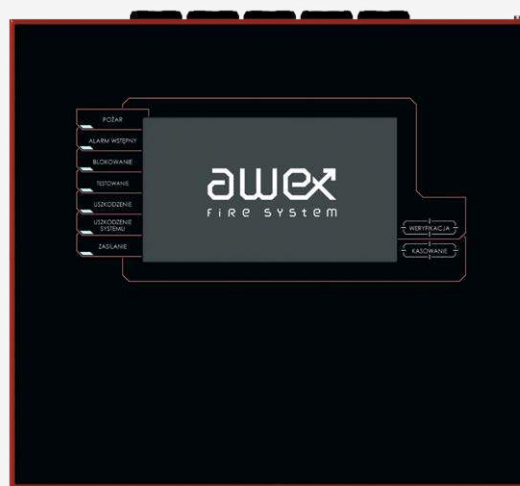 POŻAR
ALARM WSTĘPNY
BLOKOWANIE
TESTOWANIE
USZKODZENIE
USZKODZENIE
SYSTEMU
ZASILANIE
awex
FIRE SYSTEM
WERYFIKACJA
KASOWANIE